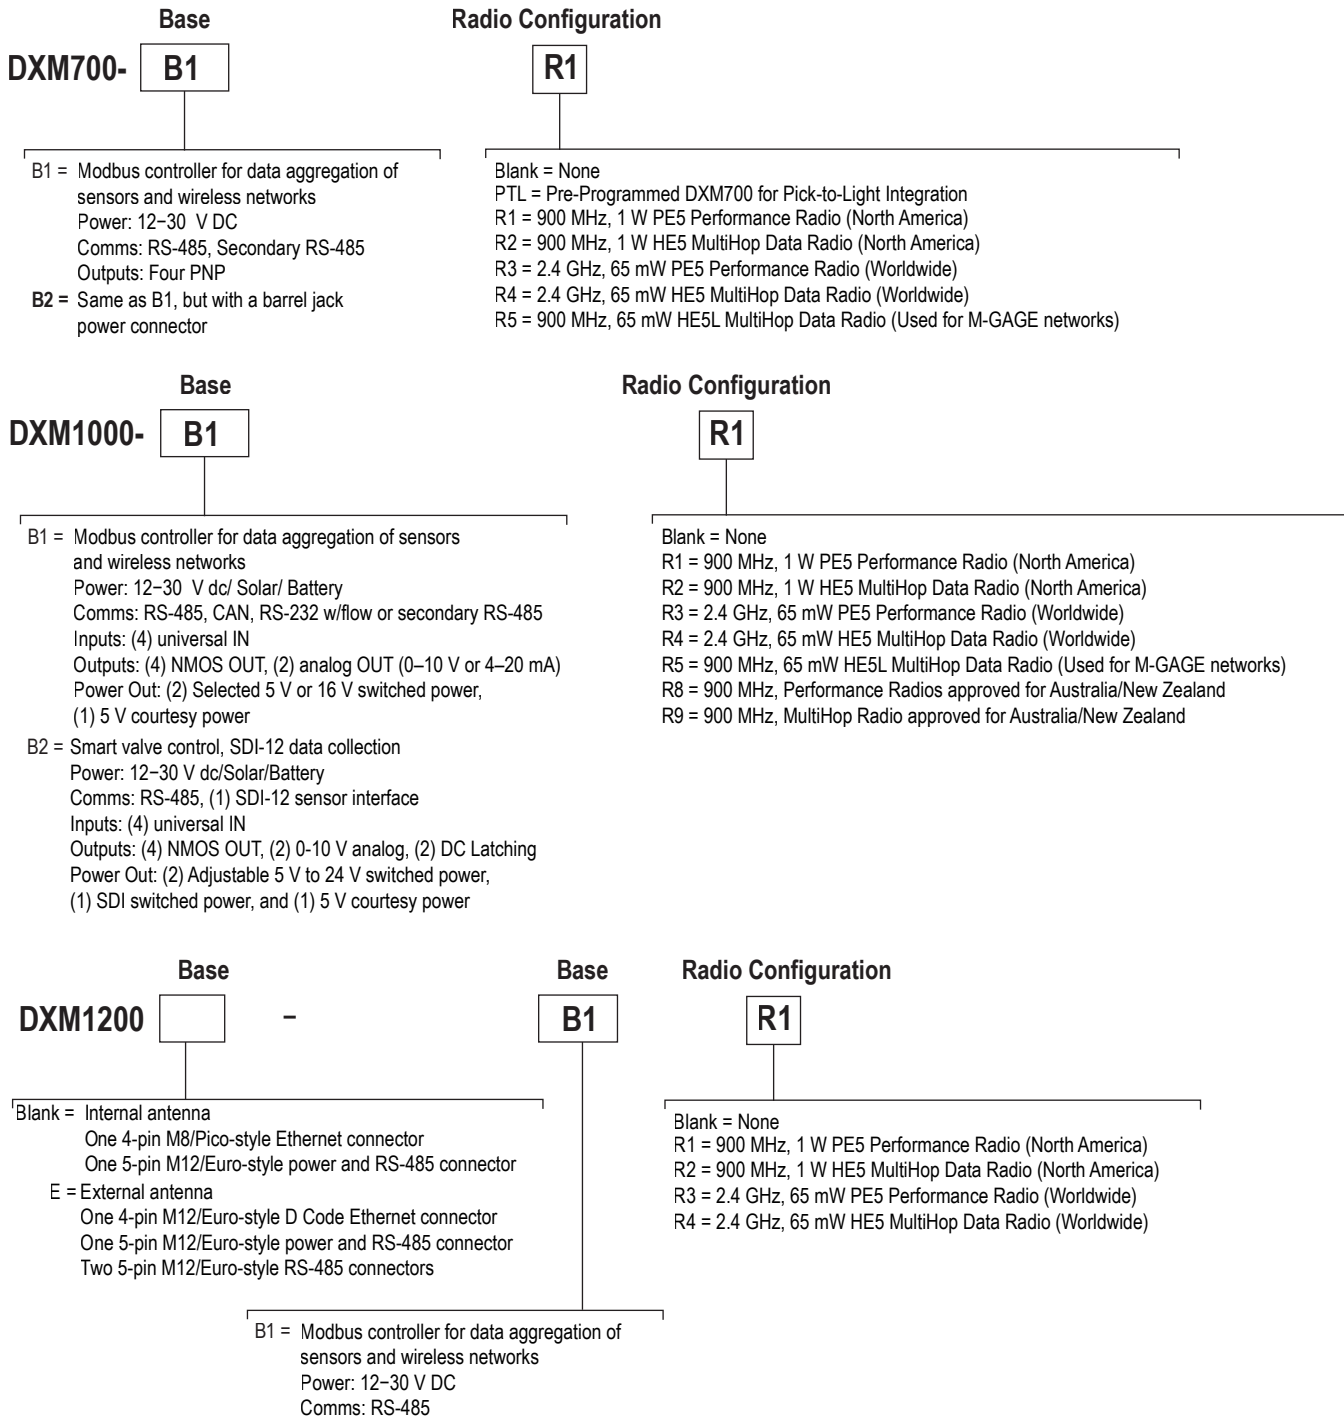 Base
Radio Configuration
DXM700- B1 R1
B1 = Modbus controller for data aggregation of
sensors and wireless networks
Power: 12−30 V DC
Comms: RS-485, Secondary RS-485
Outputs: Four PNP
B2 = Same as B1, but with a barrel jack
power connector
Blank = None
PTL = Pre-Programmed DXM700 for Pick-to-Light Integration
R1 = 900 MHz, 1 W PE5 Performance Radio (North America)
R2 = 900 MHz, 1 W HE5 MultiHop Data Radio (North America)
R3 = 2.4 GHz, 65 mW PE5 Performance Radio (Worldwide)
R4 = 2.4 GHz, 65 mW HE5 MultiHop Data Radio (Worldwide)
R5 = 900 MHz, 65 mW HE5L MultiHop Data Radio (Used for M-GAGE networks)
Base
Radio Configuration
DXM1000- B1 R1
B1 = Modbus controller for data aggregation of sensors
and wireless networks
Power: 12−30 V dc/ Solar/ Battery
Comms: RS-485, CAN, RS-232 w/flow or secondary RS-485
Inputs: (4) universal IN
Outputs: (4) NMOS OUT, (2) analog OUT (0–10 V or 4–20 mA)
Power Out: (2) Selected 5 V or 16 V switched power,
(1) 5 V courtesy power
B2 = Smart valve control, SDI-12 data collection
Power: 12−30 V dc/Solar/Battery
Comms: RS-485, (1) SDI-12 sensor interface
Inputs: (4) universal IN
Outputs: (4) NMOS OUT, (2) 0-10 V analog, (2) DC Latching
Power Out: (2) Adjustable 5 V to 24 V switched power,
(1) SDI switched power, and (1) 5 V courtesy power
Blank = None
R1 = 900 MHz, 1 W PE5 Performance Radio (North America)
R2 = 900 MHz, 1 W HE5 MultiHop Data Radio (North America)
R3 = 2.4 GHz, 65 mW PE5 Performance Radio (Worldwide)
R4 = 2.4 GHz, 65 mW HE5 MultiHop Data Radio (Worldwide)
R5 = 900 MHz, 65 mW HE5L MultiHop Data Radio (Used for M-GAGE networks)
R8 = 900 MHz, Performance Radios approved for Australia/New Zealand
R9 = 900 MHz, MultiHop Radio approved for Australia/New Zealand
Base
Base
Radio Configuration
DXM1200 – B1 R1
Blank = Internal antenna
One 4-pin M8/Pico-style Ethernet connector
One 5-pin M12/Euro-style power and RS-485 connector
E = External antenna
One 4-pin M12/Euro-style D Code Ethernet connector
One 5-pin M12/Euro-style power and RS-485 connector
Two 5-pin M12/Euro-style RS-485 connectors
Blank = None
R1 = 900 MHz, 1 W PE5 Performance Radio (North America)
R2 = 900 MHz, 1 W HE5 MultiHop Data Radio (North America)
R3 = 2.4 GHz, 65 mW PE5 Performance Radio (Worldwide)
R4 = 2.4 GHz, 65 mW HE5 MultiHop Data Radio (Worldwide)
B1 = Modbus controller for data aggregation of
sensors and wireless networks
Power: 12−30 V DC
Comms: RS-485